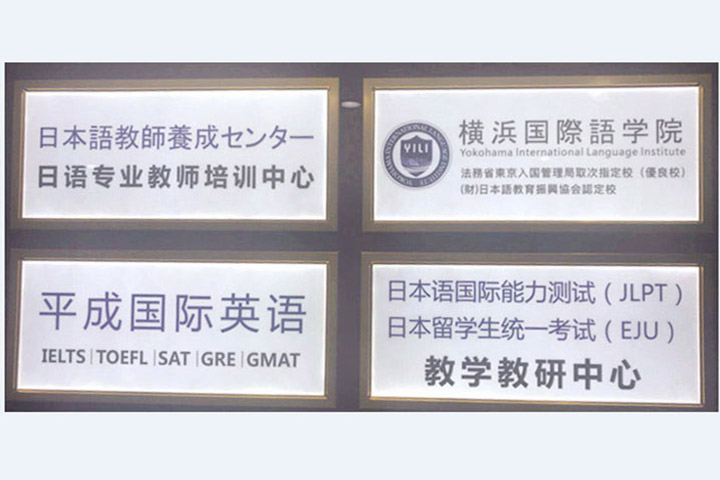 日本語教師養成センター
日语专业教师培训中心
横浜国際語学院
Yokohama International Language Institute
YILI
法務省東京入国管理局取次指定校（優良校）
(財)日本語教育振興協会認定校
平成国际英语
IELTS|TOEFL|SAT|GRE|GMAT
日本语国际能力测试（JLPT）
日本留学生统一考试（EJU）
教学教研中心